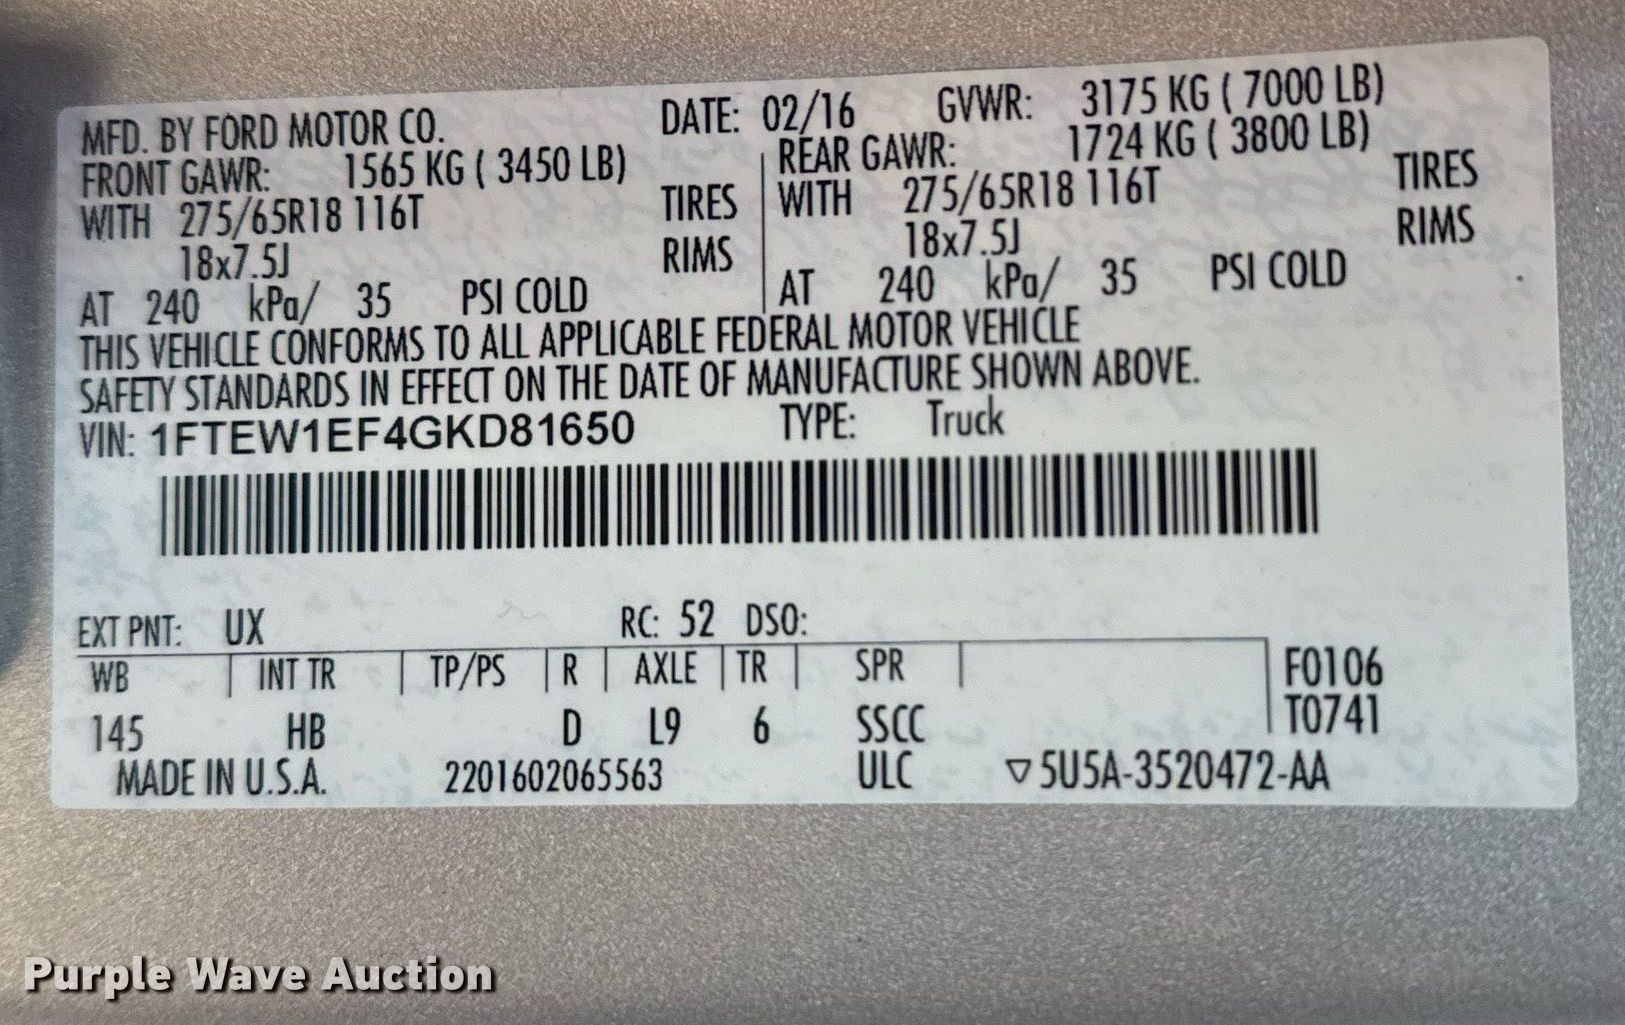 MFD. BY FORD MOTOR CO. DATE: 02/16 GVWR: 3175 KG ( 7000 LB)
FRONT GAWR: 1565 KG ( 3450 LB) REAR GAWR: 1724 KG ( 3800 LB)
WITH 275/65R18 116T TIRES WITH 275/65R18 116T TIRES
18x7.5J RIMS 18x7.5J RIMS
AT 240 kPa/ 35 PSI COLD AT 240 kPa/ 35 PSI COLD
THIS VEHICLE CONFORMS TO ALL APPLICABLE FEDERAL MOTOR VEHICLE
SAFETY STANDARDS IN EFFECT ON THE DATE OF MANUFACTURE SHOWN ABOVE.
VIN: 1FTEW1EF4GKD81650 TYPE: Truck
EXT PNT: UX RC: 52 DSO:
WB INT TR TP/PS R AXLE TR SPR F0106
145 HB D L9 6 SSCC T0741
MADE IN U.S.A. 2201602065563 ULC ▽5U5A-3520472-AA
Purple Wave Auction